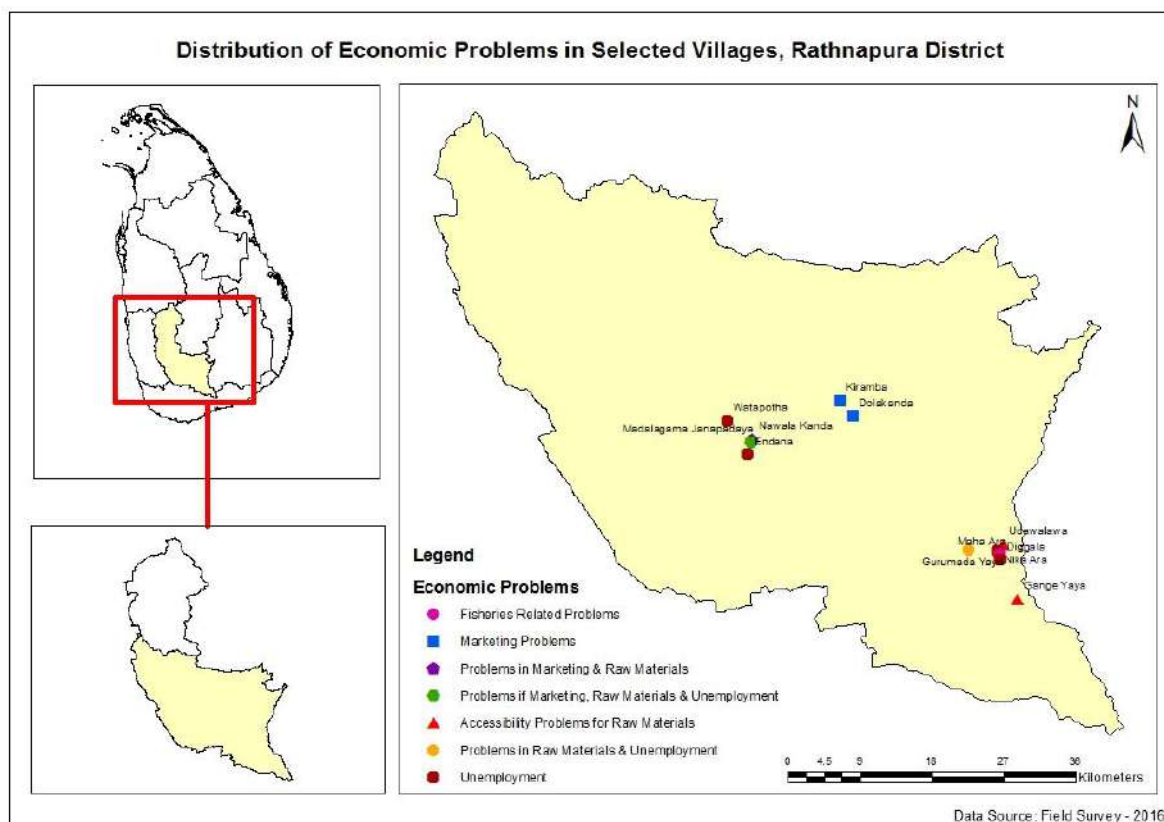 Distribution of Economic Problems in Selected Villages, Rathnapura District
N
Kiramba
Dolakanda
Watapotha
Madalagama Janapadaya
Nawala Kanda
Endana
Udawalawa
Maha Ara
Diggala
Gurumada Yaya
Nika Ara
Gange Yaya
Legend
Economic Problems
Fisheries Related Problems
Marketing Problems
Problems in Marketing & Raw Materials
Problems if Marketing, Raw Materials & Unemployment
Accessibility Problems for Raw Materials
Problems in Raw Materials & Unemployment
Unemployment
0 4.5 9 18 27 36
Kilometers
Data Source: Field Survey - 2016